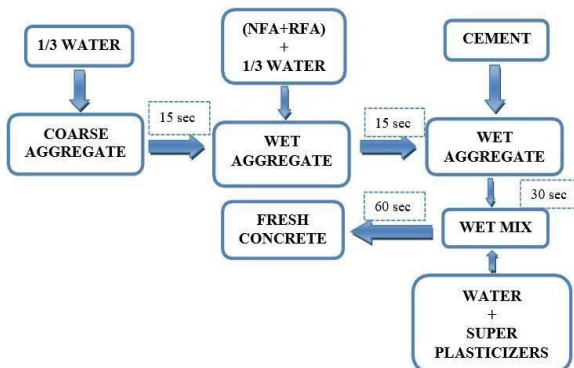 1/3 WATER
(NFA+RFA)
+
1/3 WATER
CEMENT
COARSE
AGGREGATE
15 sec
WET
AGGREGATE
15 sec
WET
AGGREGATE
30 sec
WET MIX
60 sec
FRESH
CONCRETE
WATER
+
SUPER
PLASTICIZERS